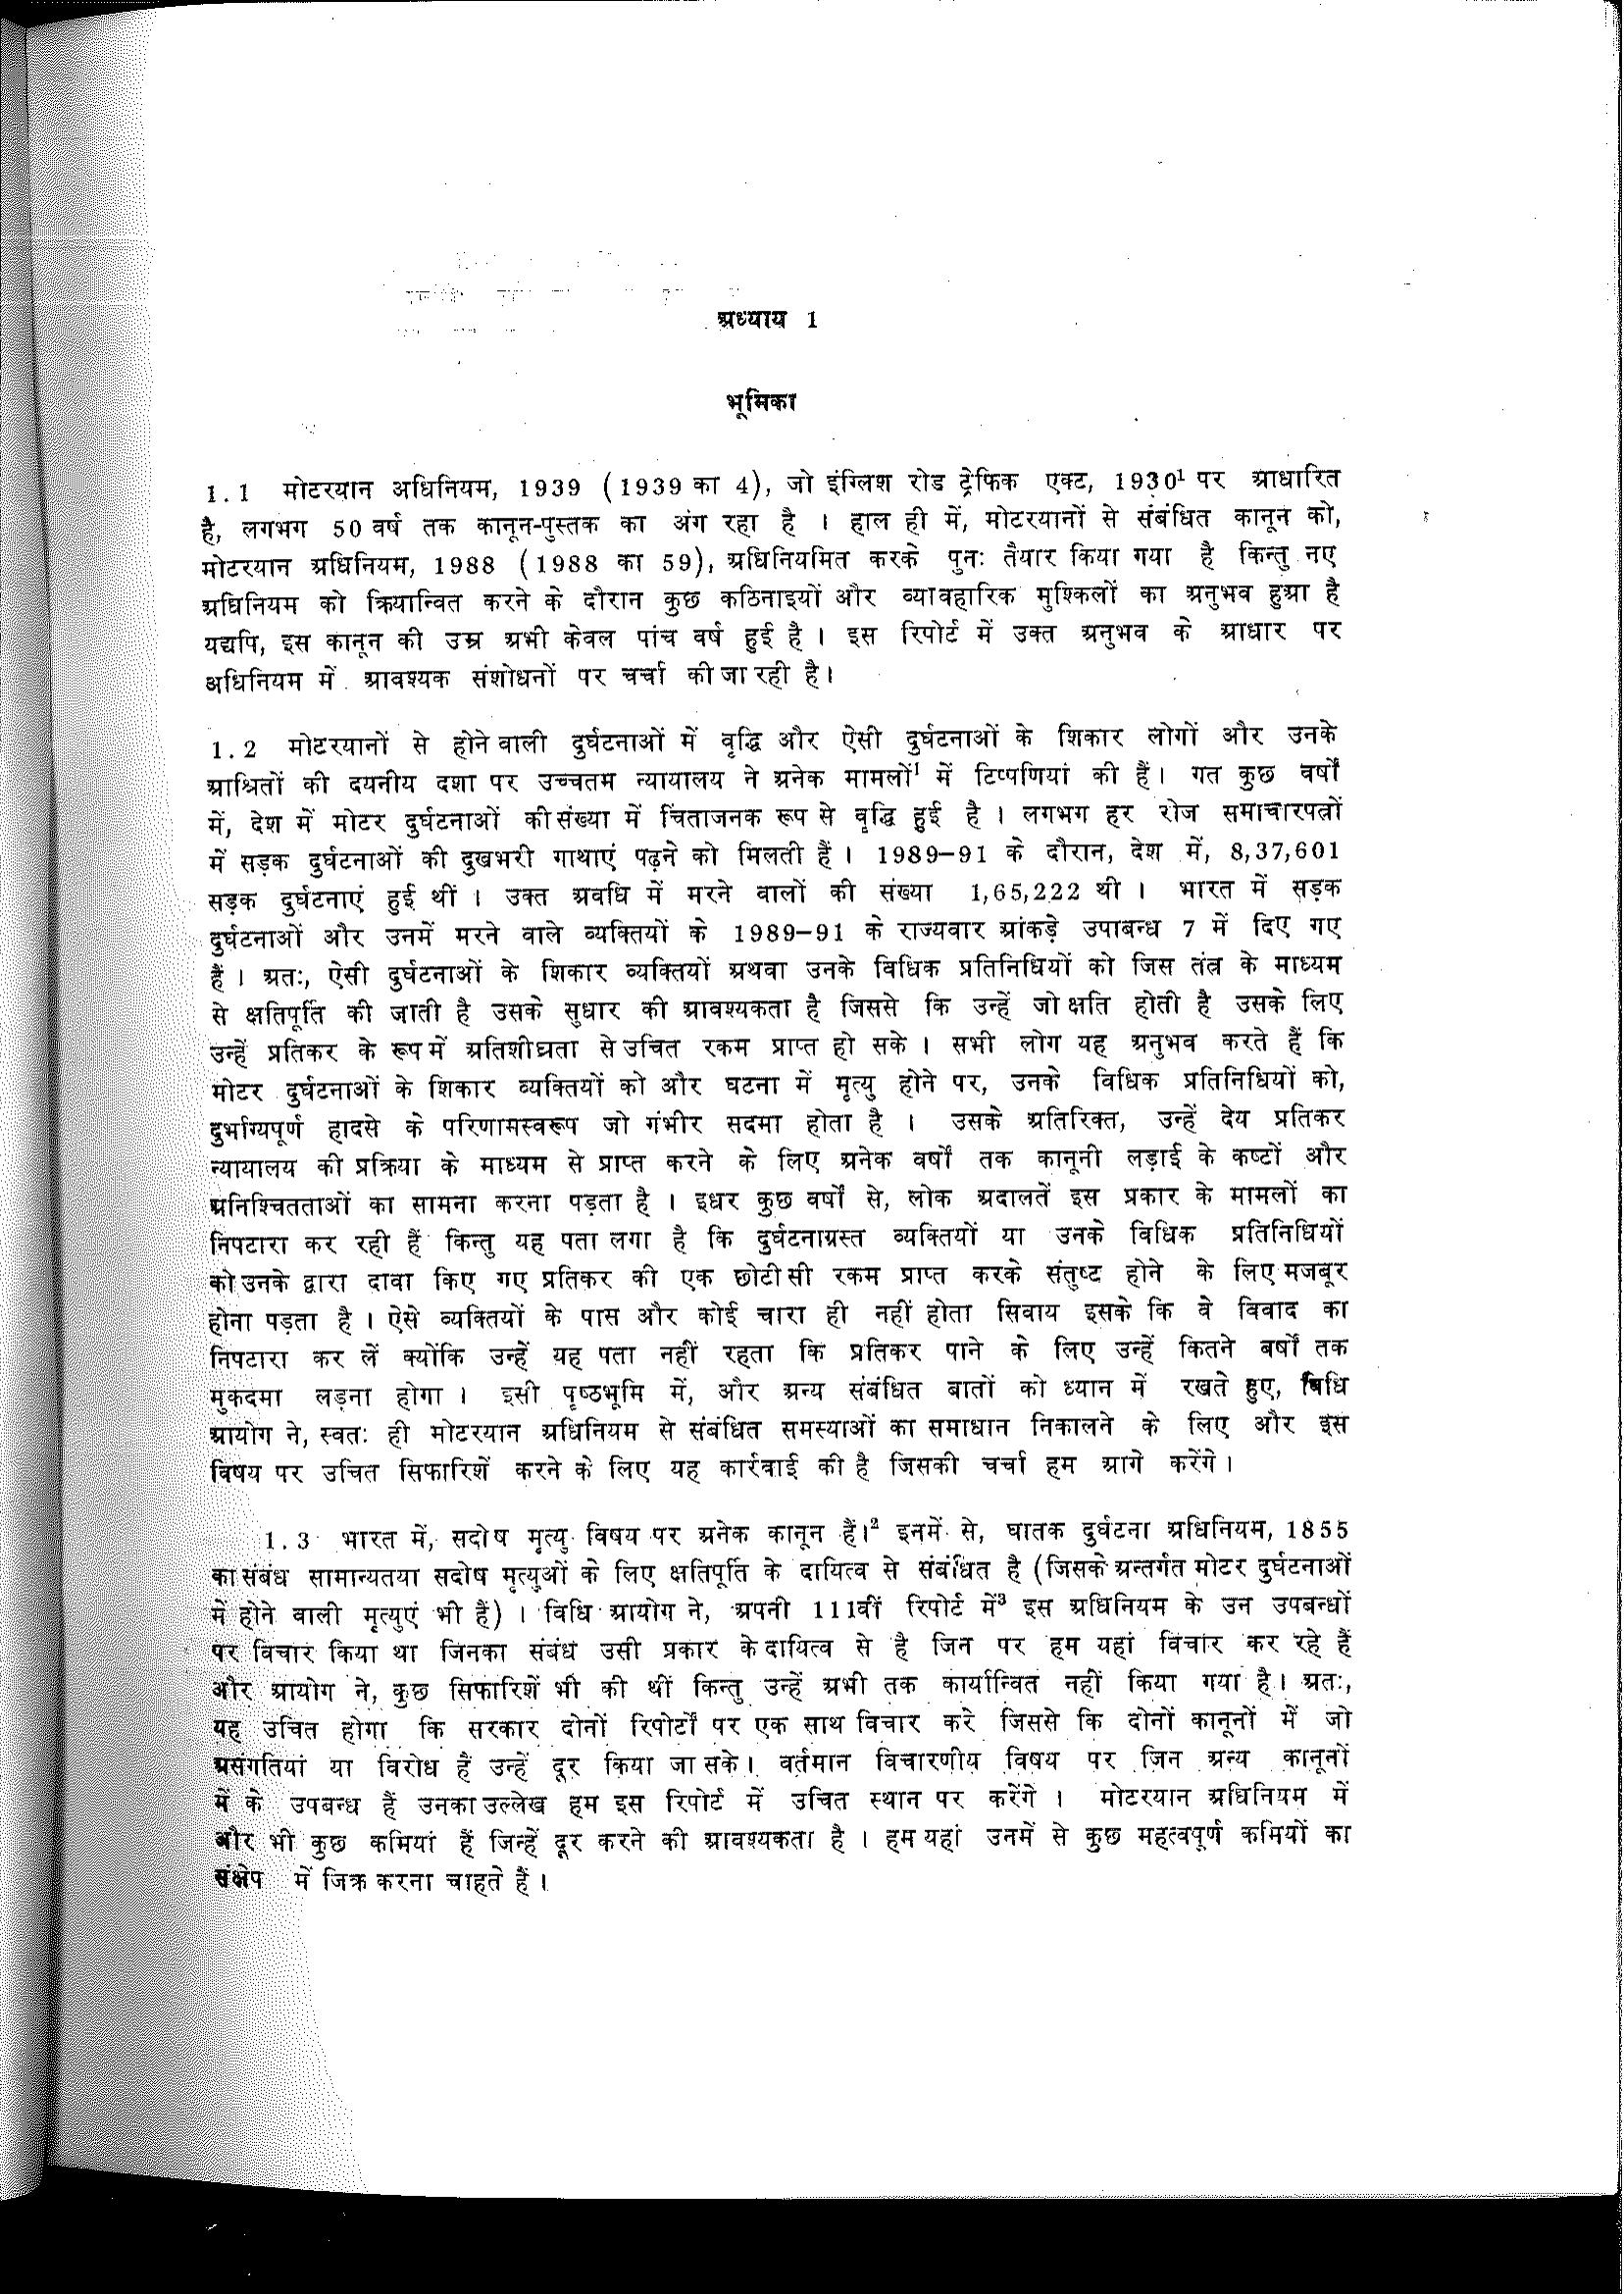 अध्याय 1
भूमिका
1.1 मोटरयान अधिनियम, 1939 (1939 का 4), जो इंग्लिश रोड ट्रेफिक एक्ट, 1930¹ पर आधारित
है, लगभग 50 वर्ष तक कानून-पुस्तक का अंग रहा है । हाल ही में, मोटरयानों से संबंधित कानून को,
मोटरयान अधिनियम, 1988 (1988 का 59), अधिनियमित करके पुनः तैयार किया गया है किन्तु नए
अधिनियम को क्रियान्वित करने के दौरान कुछ कठिनाइयों और व्यावहारिक मुश्किलों का अनुभव हुआ है
यद्यपि, इस कानून की उम्र अभी केवल पांच वर्ष हुई है । इस रिपोर्ट में उक्त अनुभव के आधार पर
अधिनियम में आवश्यक संशोधनों पर चर्चा की जा रही है।
1.2 मोटरयानों से होने वाली दुर्घटनाओं में वृद्धि और ऐसी दुर्घटनाओं के शिकार लोगों और उनके
आश्रितों की दयनीय दशा पर उच्चतम न्यायालय ने अनेक मामलों¹ में टिप्पणियां की हैं। गत कुछ वर्षों
में, देश में मोटर दुर्घटनाओं की संख्या में चिंताजनक रूप से वृद्धि हुई है । लगभग हर रोज समाचारपत्रों
में सड़क दुर्घटनाओं की दुखभरी गाथाएं पढ़ने को मिलती हैं । 1989-91 के दौरान, देश में, 8,37,601
सड़क दुर्घटनाएं हुई थीं । उक्त अवधि में मरने वालों की संख्या 1,65,222 थी । भारत में सड़क
दुर्घटनाओं और उनमें मरने वाले व्यक्तियों के 1989-91 के राज्यवार आंकड़े उपाबन्ध 7 में दिए गए
हैं । अतः, ऐसी दुर्घटनाओं के शिकार व्यक्तियों अथवा उनके विधिक प्रतिनिधियों को जिस तंत्र के माध्यम
से क्षतिपूर्ति की जाती है उसके सुधार की आवश्यकता है जिससे कि उन्हें जो क्षति होती है उसके लिए
उन्हें प्रतिकर के रूप में अतिशीघ्रता से उचित रकम प्राप्त हो सके । सभी लोग यह अनुभव करते हैं कि
मोटर दुर्घटनाओं के शिकार व्यक्तियों को और घटना में मृत्यु होने पर, उनके विधिक प्रतिनिधियों को,
दुर्भाग्यपूर्ण हादसे के परिणामस्वरूप जो गंभीर सदमा होता है । उसके अतिरिक्त, उन्हें देय प्रतिकर
न्यायालय की प्रक्रिया के माध्यम से प्राप्त करने के लिए अनेक वर्षों तक कानूनी लड़ाई के कष्टों और
अनिश्चितताओं का सामना करना पड़ता है । इधर कुछ वर्षों से, लोक अदालतें इस प्रकार के मामलों का
निपटारा कर रही हैं किन्तु यह पता लगा है कि दुर्घटनाग्रस्त व्यक्तियों या उनके विधिक प्रतिनिधियों
को उनके द्वारा दावा किए गए प्रतिकर की एक छोटी सी रकम प्राप्त करके संतुष्ट होने के लिए मजबूर
होना पड़ता है । ऐसे व्यक्तियों के पास और कोई चारा ही नहीं होता सिवाय इसके कि वे विवाद का
निपटारा कर लें क्योंकि उन्हें यह पता नहीं रहता कि प्रतिकर पाने के लिए उन्हें कितने वर्षों तक
मुकदमा लड़ना होगा । इसी पृष्ठभूमि में, और अन्य संबंधित बातों को ध्यान में रखते हुए, विधि
आयोग ने, स्वतः ही मोटरयान अधिनियम से संबंधित समस्याओं का समाधान निकालने के लिए और इस
विषय पर उचित सिफारिशें करने के लिए यह कार्रवाई की है जिसकी चर्चा हम आगे करेंगे।
1.3 भारत में, सदोष मृत्यु विषय पर अनेक कानून हैं।² इनमें से, घातक दुर्घटना अधिनियम, 1855
का संबंध सामान्यतया सदोष मृत्युओं के लिए क्षतिपूर्ति के दायित्व से संबंधित है (जिसके अन्तर्गत मोटर दुर्घटनाओं
में होने वाली मृत्युएं भी हैं) । विधि आयोग ने, अपनी 111वीं रिपोर्ट में³ इस अधिनियम के उन उपबन्धों
पर विचार किया था जिनका संबंध उसी प्रकार के दायित्व से है जिन पर हम यहां विचार कर रहे हैं
और आयोग ने, कुछ सिफारिशें भी की थीं किन्तु उन्हें अभी तक कार्यान्वित नहीं किया गया है। अतः,
यह उचित होगा कि सरकार दोनों रिपोर्टों पर एक साथ विचार करे जिससे कि दोनों कानूनों में जो
असंगतियां या विरोध हैं उन्हें दूर किया जा सके। वर्तमान विचारणीय विषय पर जिन अन्य कानूनों
में के उपबन्ध हैं उनका उल्लेख हम इस रिपोर्ट में उचित स्थान पर करेंगे । मोटरयान अधिनियम में
और भी कुछ कमियां हैं जिन्हें दूर करने की आवश्यकता है । हम यहां उनमें से कुछ महत्वपूर्ण कमियों का
संक्षेप में जिक्र करना चाहते हैं ।